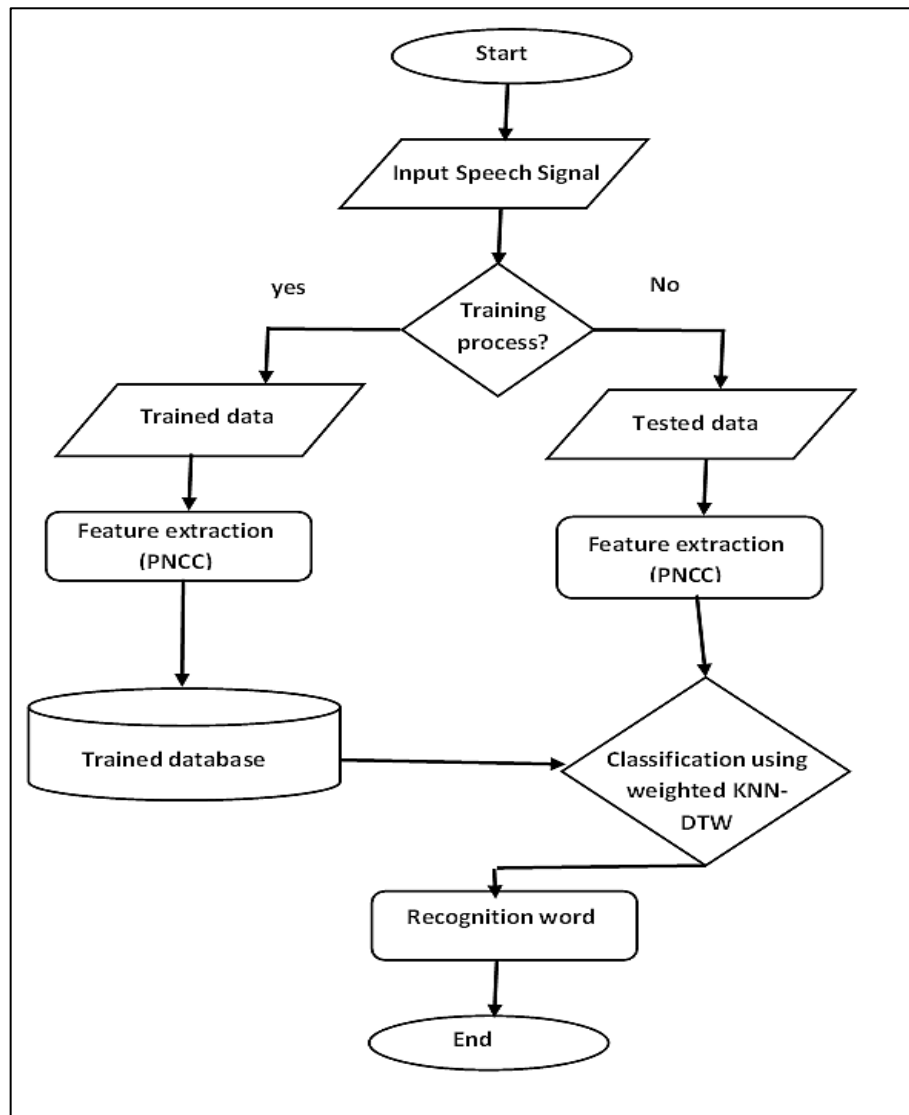 Start
Input Speech Signal
yes
No
Training
process?
Trained data
Tested data
Feature extraction
(PNCC)
Feature extraction
(PNCC)
Trained database
Classification using
weighted KNN-
DTW
Recognition word
End